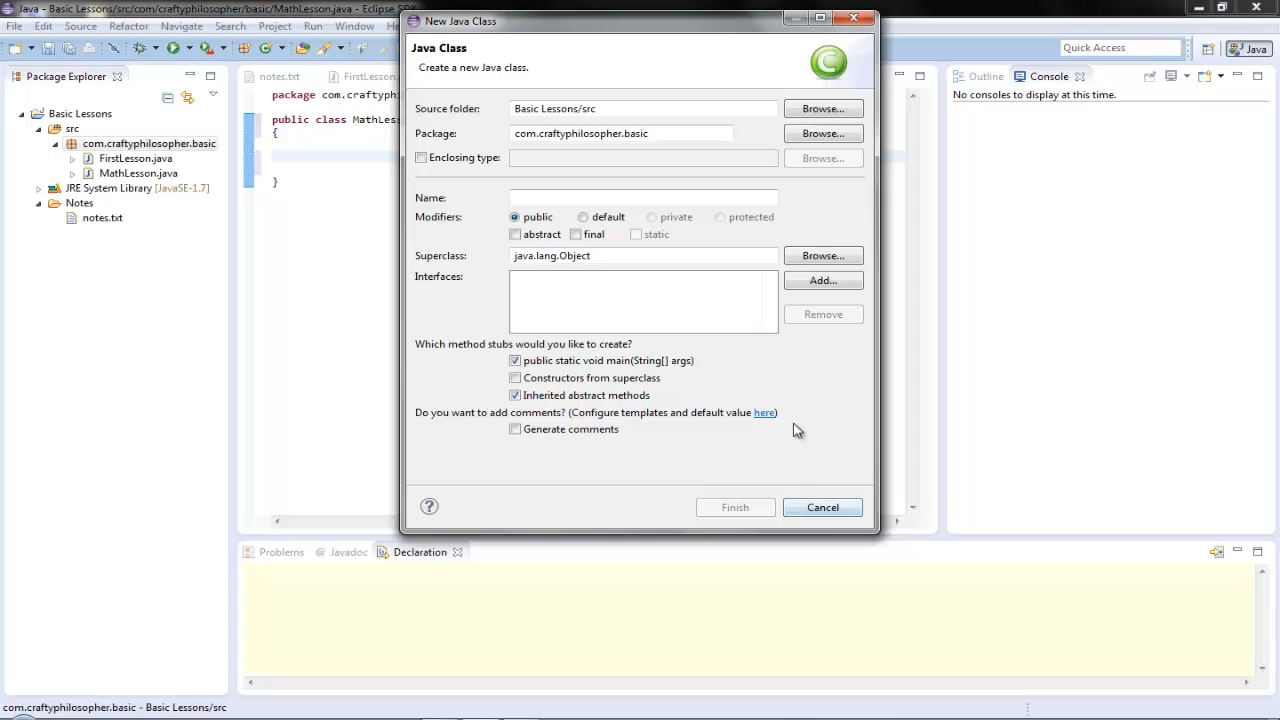 Java - Basic Lessons/src/com/craftyphilosopher/basic/MathLesson.java - Eclipse SDK
New Java Class
File Edit Source Refactor Navigate Search Project Run Window
Java Class
Create a new Java class.
Quick Access
Java
Package Explorer
notes.txt
FirstLesson.
Outline
Console
No consoles to display at this time.
package com.craftyphi
public class MathLes
{
}
Basic Lessons
src
com.craftyphilosopher.basic
FirstLesson.java
MathLesson.java
JRE System Library [JavaSE-1.7]
Notes
notes.txt
Source folder:
Basic Lessons/src
Browse...
Package:
com.craftyphilosopher.basic
Browse...
Enclosing type:
Browse...
Name:
Modifiers:
public default private protected
abstract final static
Superclass:
java.lang.Object
Browse...
Interfaces:
Add...
Remove
Which method stubs would you like to create?
public static void main(String[] args)
Constructors from superclass
Inherited abstract methods
Do you want to add comments? (Configure templates and default value here)
Generate comments
?
Finish
Cancel
Problems
@ Javadoc
Declaration
com.craftyphilosopher.basic - Basic Lessons/src